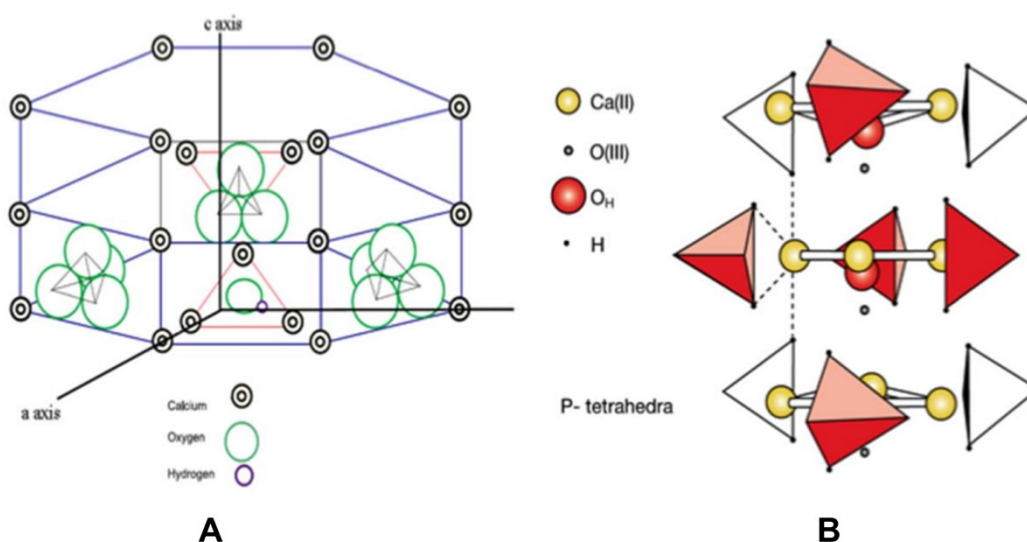 c axis
a axis
Calcium
Oxygen
Hydrogen
A
Ca(II)
O(III)
OH
H
P- tetrahedra
B